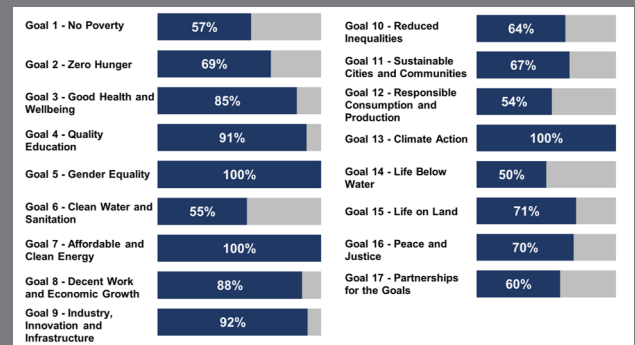 Goal 1 - No Poverty
57%
Goal 2 - Zero Hunger
69%
Goal 3 - Good Health and
Wellbeing
85%
Goal 4 - Quality
Education
91%
Goal 5 - Gender Equality
100%
Goal 6 - Clean Water and
Sanitation
55%
Goal 7 - Affordable and
Clean Energy
100%
Goal 8 - Decent Work
and Economic Growth
88%
Goal 9 - Industry,
Innovation and
Infrastructure
92%
Goal 10 - Reduced
Inequalities
64%
Goal 11 - Sustainable
Cities and Communities
67%
Goal 12 - Responsible
Consumption and
Production
54%
Goal 13 - Climate Action
100%
Goal 14 - Life Below
Water
50%
Goal 15 - Life on Land
71%
Goal 16 - Peace and
Justice
70%
Goal 17 - Partnerships
for the Goals
60%